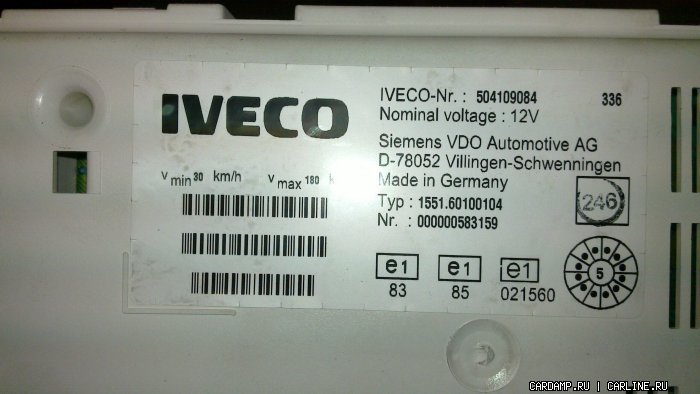 IVECO
IVECO-Nr. : 504109084 336
Nominal voltage : 12V
Siemens VDO Automotive AG
D-78052 Villingen-Schwenningen
Made in Germany
Typ : 1551.60100104
Nr. : 000000583159
V min 30 km/h V max 180 k
246
e1 e1 e1
83 85 021560
5
CARDAMP.RU | CARLINE.RU